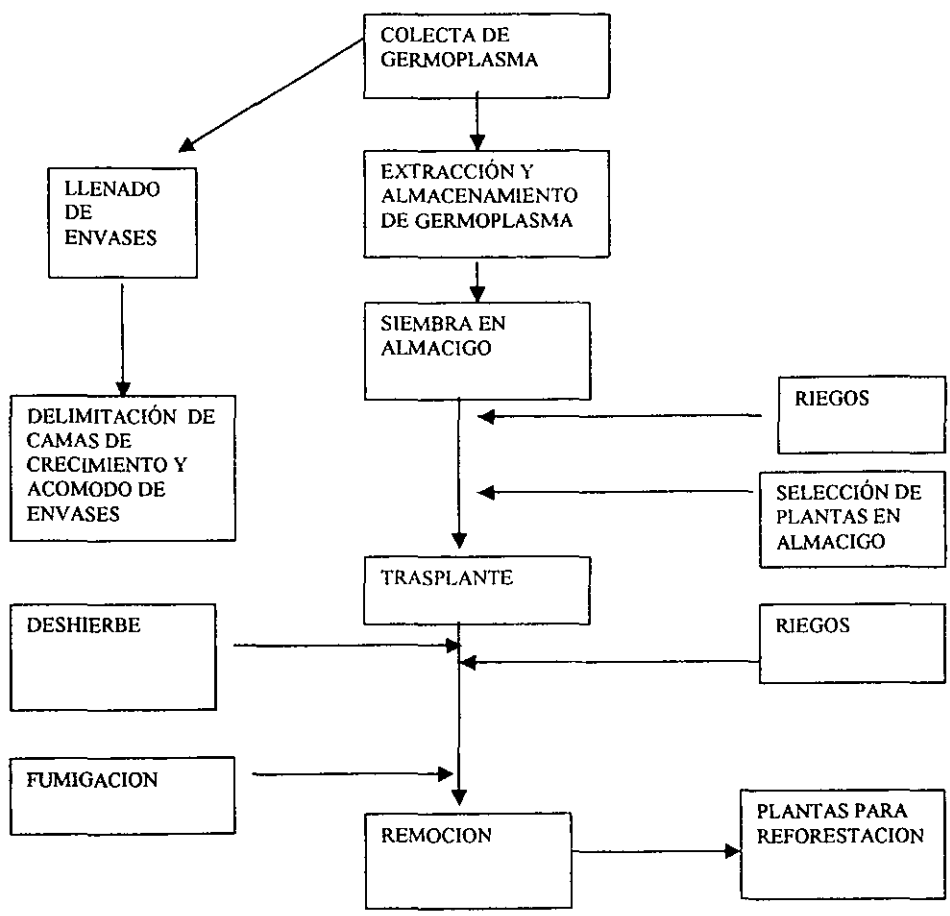 COLECTA DE
GERMOPLASMA
LLENADO
DE
ENVASES
EXTRACCIÓN Y
ALMACENAMIENTO
DE GERMOPLASMA
SIEMBRA EN
ALMACIGO
DELIMITACIÓN DE
CAMAS DE
CRECIMIENTO Y
ACOMODO DE
ENVASES
RIEGOS
SELECCIÓN DE
PLANTAS EN
ALMACIGO
TRASPLANTE
DESHIERBE
RIEGOS
FUMIGACION
REMOCION
PLANTAS PARA
REFORESTACION